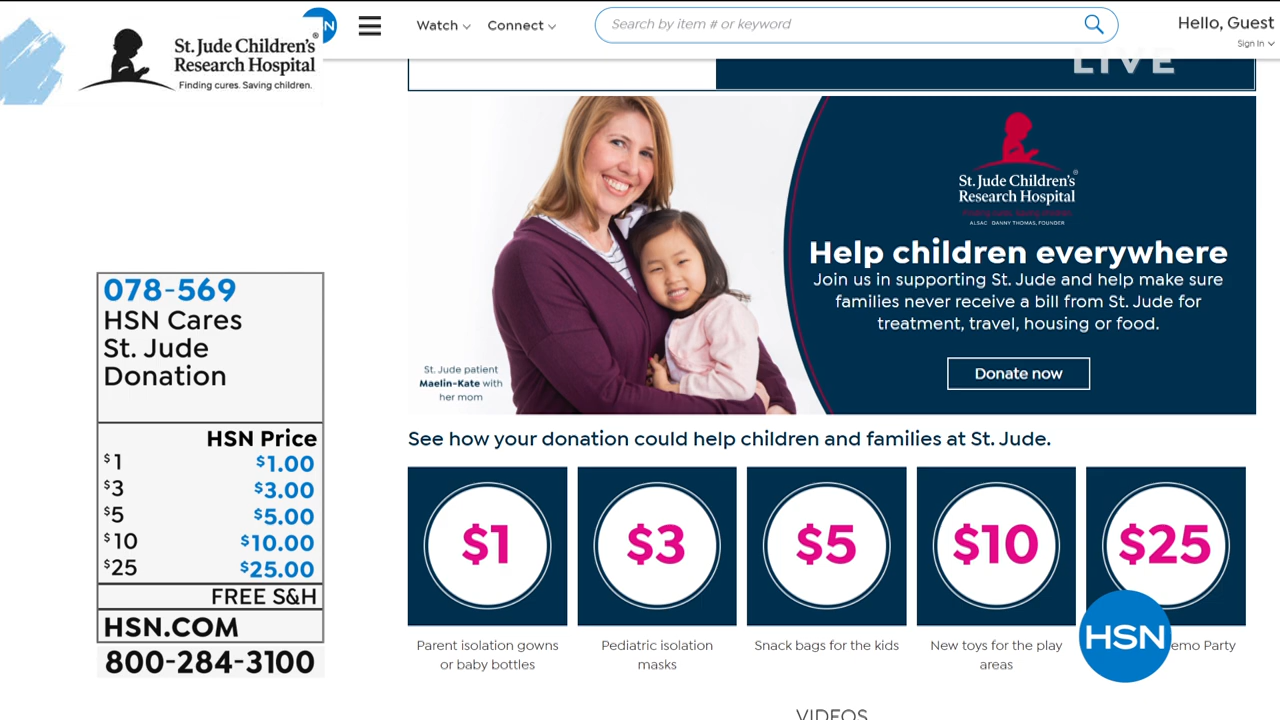 St. Jude Children's®
Research Hospital
Finding cures. Saving children.
N
Watch
Connect
Search by item # or keyword
Hello, Guest
Sign In
LIVE
St. Jude Children's®
Research Hospital
Finding cures. Saving children.
ALSAC DANNY THOMAS, FOUNDER
Help children everywhere
Join us in supporting St. Jude and help make sure
families never receive a bill from St. Jude for
treatment, travel, housing or food.
Donate now
St. Jude patient
Maelin-Kate with
her mom
078-569
HSN Cares
St. Jude
Donation
HSN Price
$1 $1.00
$3 $3.00
$5 $5.00
$10 $10.00
$25 $25.00
FREE S&H
HSN.COM
800-284-3100
See how your donation could help children and families at St. Jude.
$1
$3
$5
$10
$25
Parent isolation gowns
or baby bottles
Pediatric isolation
masks
Snack bags for the kids
New toys for the play
areas
emo Party
HSN
VIDEOS